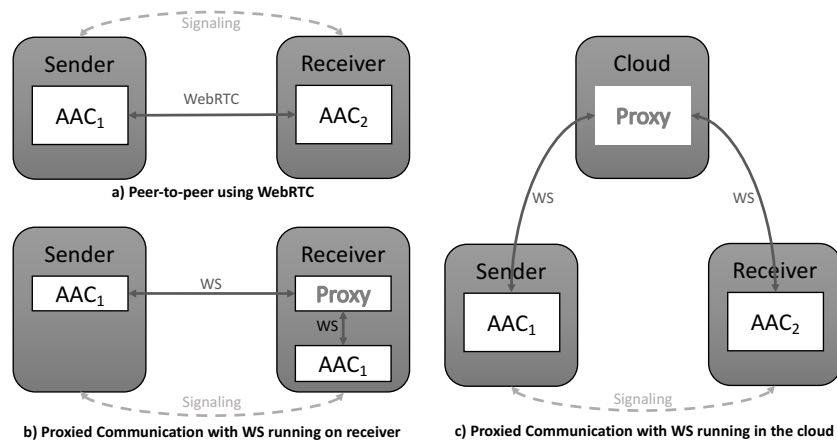 Signaling
Sender
Receiver
AAC1
WebRTC
AAC2
a) Peer-to-peer using WebRTC
Sender
Receiver
AAC1
WS
Proxy
WS
AAC1
Signaling
b) Proxied Communication with WS running on receiver
Cloud
Proxy
WS
WS
Sender
Receiver
AAC1
AAC2
Signaling
c) Proxied Communication with WS running in the cloud